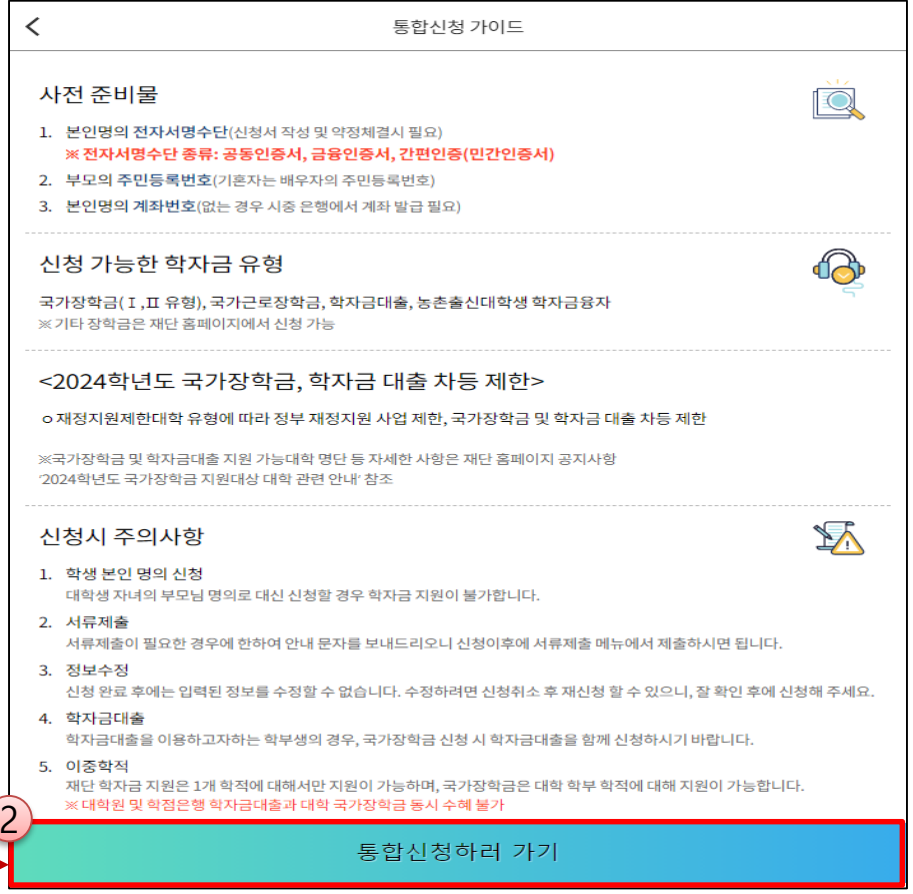 통합신청 가이드
사전 준비물
1. 본인명의 전자서명수단(신청서 작성 및 약정체결시 필요)
※ 전자서명수단 종류: 공동인증서, 금융인증서, 간편인증(민간인증서)
2. 부모의 주민등록번호(기혼자는 배우자의 주민등록번호)
3. 본인명의 계좌번호(없는 경우 시중 은행에서 계좌 발급 필요)
신청 가능한 학자금 유형
국가장학금(Ⅰ,Ⅱ 유형), 국가근로장학금, 학자금대출, 농촌출신대학생 학자금융자
※ 기타 장학금은 재단 홈페이지에서 신청 가능
<2024학년도 국가장학금, 학자금 대출 차등 제한>
ㅇ재정지원제한대학 유형에 따라 정부 재정지원 사업 제한, 국가장학금 및 학자금 대출 차등 제한
※국가장학금 및 학자금대출 지원 가능대학 명단 등 자세한 사항은 재단 홈페이지 공지사항
'2024학년도 국가장학금 지원대상 대학 관련 안내' 참조
신청시 주의사항
1. 학생 본인 명의 신청
대학생 자녀의 부모님 명의로 대신 신청할 경우 학자금 지원이 불가합니다.
2. 서류제출
서류제출이 필요한 경우에 한하여 안내 문자를 보내드리오니 신청이후에 서류제출 메뉴에서 제출하시면 됩니다.
3. 정보수정
신청 완료 후에는 입력된 정보를 수정할 수 없습니다. 수정하려면 신청취소 후 재신청 할 수 있으니, 잘 확인 후에 신청해 주세요.
4. 학자금대출
학자금대출을 이용하고자하는 학부생의 경우, 국가장학금 신청 시 학자금대출을 함께 신청하시기 바랍니다.
5. 이중학적
재단 학자금 지원은 1개 학적에 대해서만 지원이 가능하며, 국가장학금은 대학 학부 학적에 대해 지원이 가능합니다.
※ 대학원 및 학점은행 학자금대출과 대학 국가장학금 동시 수혜 불가
2
통합신청하러 가기